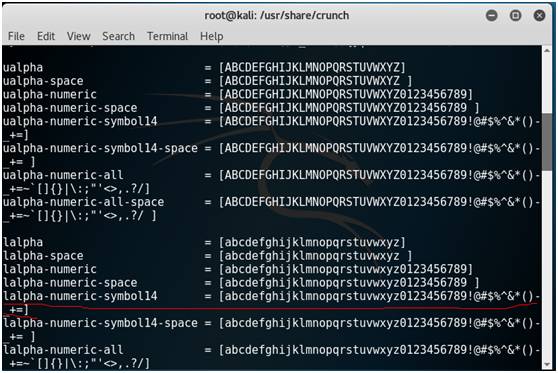 root@kali: /usr/share/crunch
File Edit View Search Terminal Help
ualpha = [ABCDEFGHIJKLMNOPQRSTUVWXYZ]
ualpha-space = [ABCDEFGHIJKLMNOPQRSTUVWXYZ ]
ualpha-numeric = [ABCDEFGHIJKLMNOPQRSTUVWXYZ0123456789]
ualpha-numeric-space = [ABCDEFGHIJKLMNOPQRSTUVWXYZ0123456789 ]
ualpha-numeric-symbol14 = [ABCDEFGHIJKLMNOPQRSTUVWXYZ0123456789!@#$%^&*()-
_+=]
ualpha-numeric-symbol14-space = [ABCDEFGHIJKLMNOPQRSTUVWXYZ0123456789!@#$%^&*()-
_+= ]
ualpha-numeric-all = [ABCDEFGHIJKLMNOPQRSTUVWXYZ0123456789!@#$%^&*()-
_+=~`[]{}|\:;"'<>,.?/]
ualpha-numeric-all-space = [ABCDEFGHIJKLMNOPQRSTUVWXYZ0123456789!@#$%^&*()-
_+=~`[]{}|\:;"'<>,.?/ ]
lalpha = [abcdefghijklmnopqrstuvwxyz]
lalpha-space = [abcdefghijklmnopqrstuvwxyz ]
lalpha-numeric = [abcdefghijklmnopqrstuvwxyz0123456789]
lalpha-numeric-space = [abcdefghijklmnopqrstuvwxyz0123456789 ]
lalpha-numeric-symbol14 = [abcdefghijklmnopqrstuvwxyz0123456789!@#$%^&*()-
_+=]
lalpha-numeric-symbol14-space = [abcdefghijklmnopqrstuvwxyz0123456789!@#$%^&*()-
_+= ]
lalpha-numeric-all = [abcdefghijklmnopqrstuvwxyz0123456789!@#$%^&*()-
_+=~`[]{}|\:;"'<>,.?/]